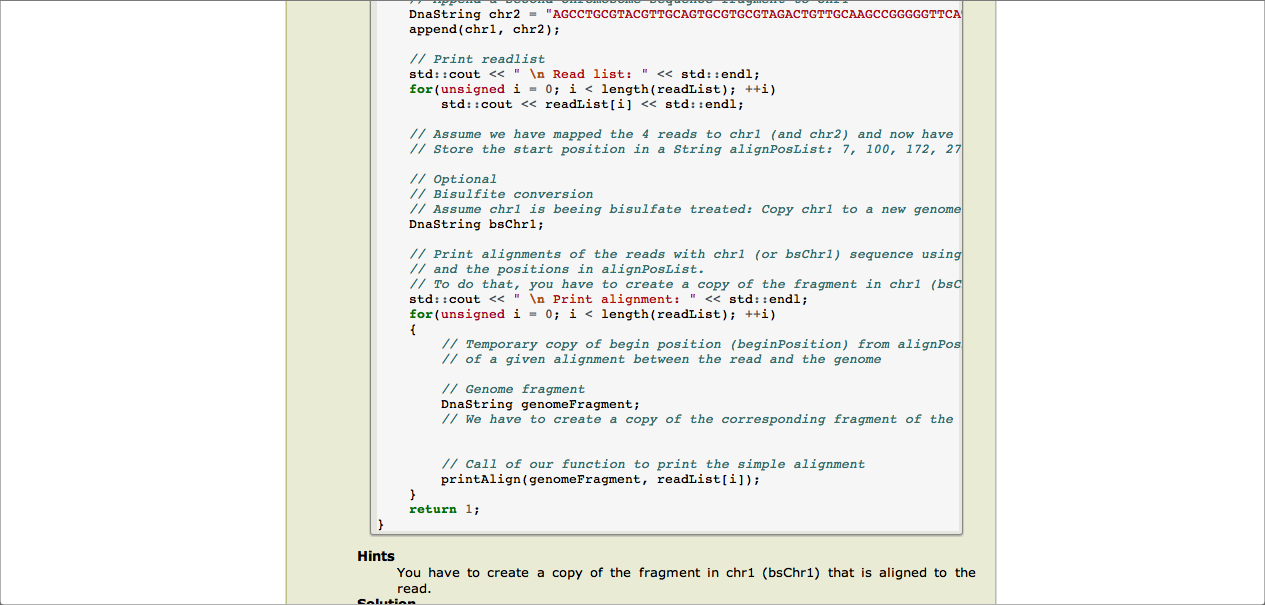 // Append a second chromosome sequence fragment to chr1
DnaString chr2 = "AGCCTGCGTACGTTGCAGTGCGTGCGTAGACTGTTGCAAGCCGGGGGTTCA
append(chr1, chr2);
// Print readlist
std::cout << " \n Read list: " << std::endl;
for(unsigned i = 0; i < length(readList); ++i)
std::cout << readList[i] << std::endl;
// Assume we have mapped the 4 reads to chr1 (and chr2) and now have
// Store the start position in a String alignPosList: 7, 100, 172, 27
// Optional
// Bisulfite conversion
// Assume chr1 is beeing bisulfate treated: Copy chr1 to a new genome
DnaString bsChr1;
// Print alignments of the reads with chr1 (or bsChr1) sequence using
// and the positions in alignPosList.
// To do that, you have to create a copy of the fragment in chr1 (bsC
std::cout << " \n Print alignment: " << std::endl;
for(unsigned i = 0; i < length(readList); ++i)
{
// Temporary copy of begin position (beginPosition) from alignPos
// of a given alignment between the read and the genome
// Genome fragment
DnaString genomeFragment;
// We have to create a copy of the corresponding fragment of the
// Call of our function to print the simple alignment
printAlign(genomeFragment, readList[i]);
}
return 1;
}
Hints
You have to create a copy of the fragment in chr1 (bsChr1) that is aligned to the
read.
Solution